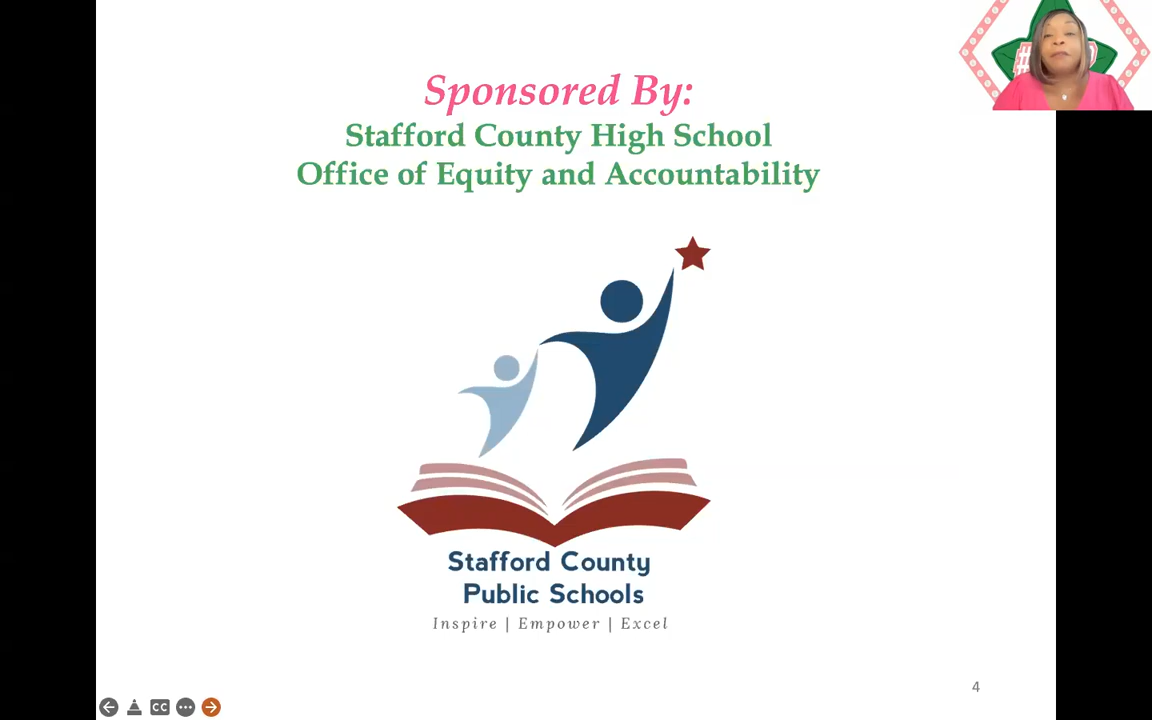 Sponsored By:
Stafford County High School
Office of Equity and Accountability
Stafford County
Public Schools
Inspire | Empower | Excel
4
CC